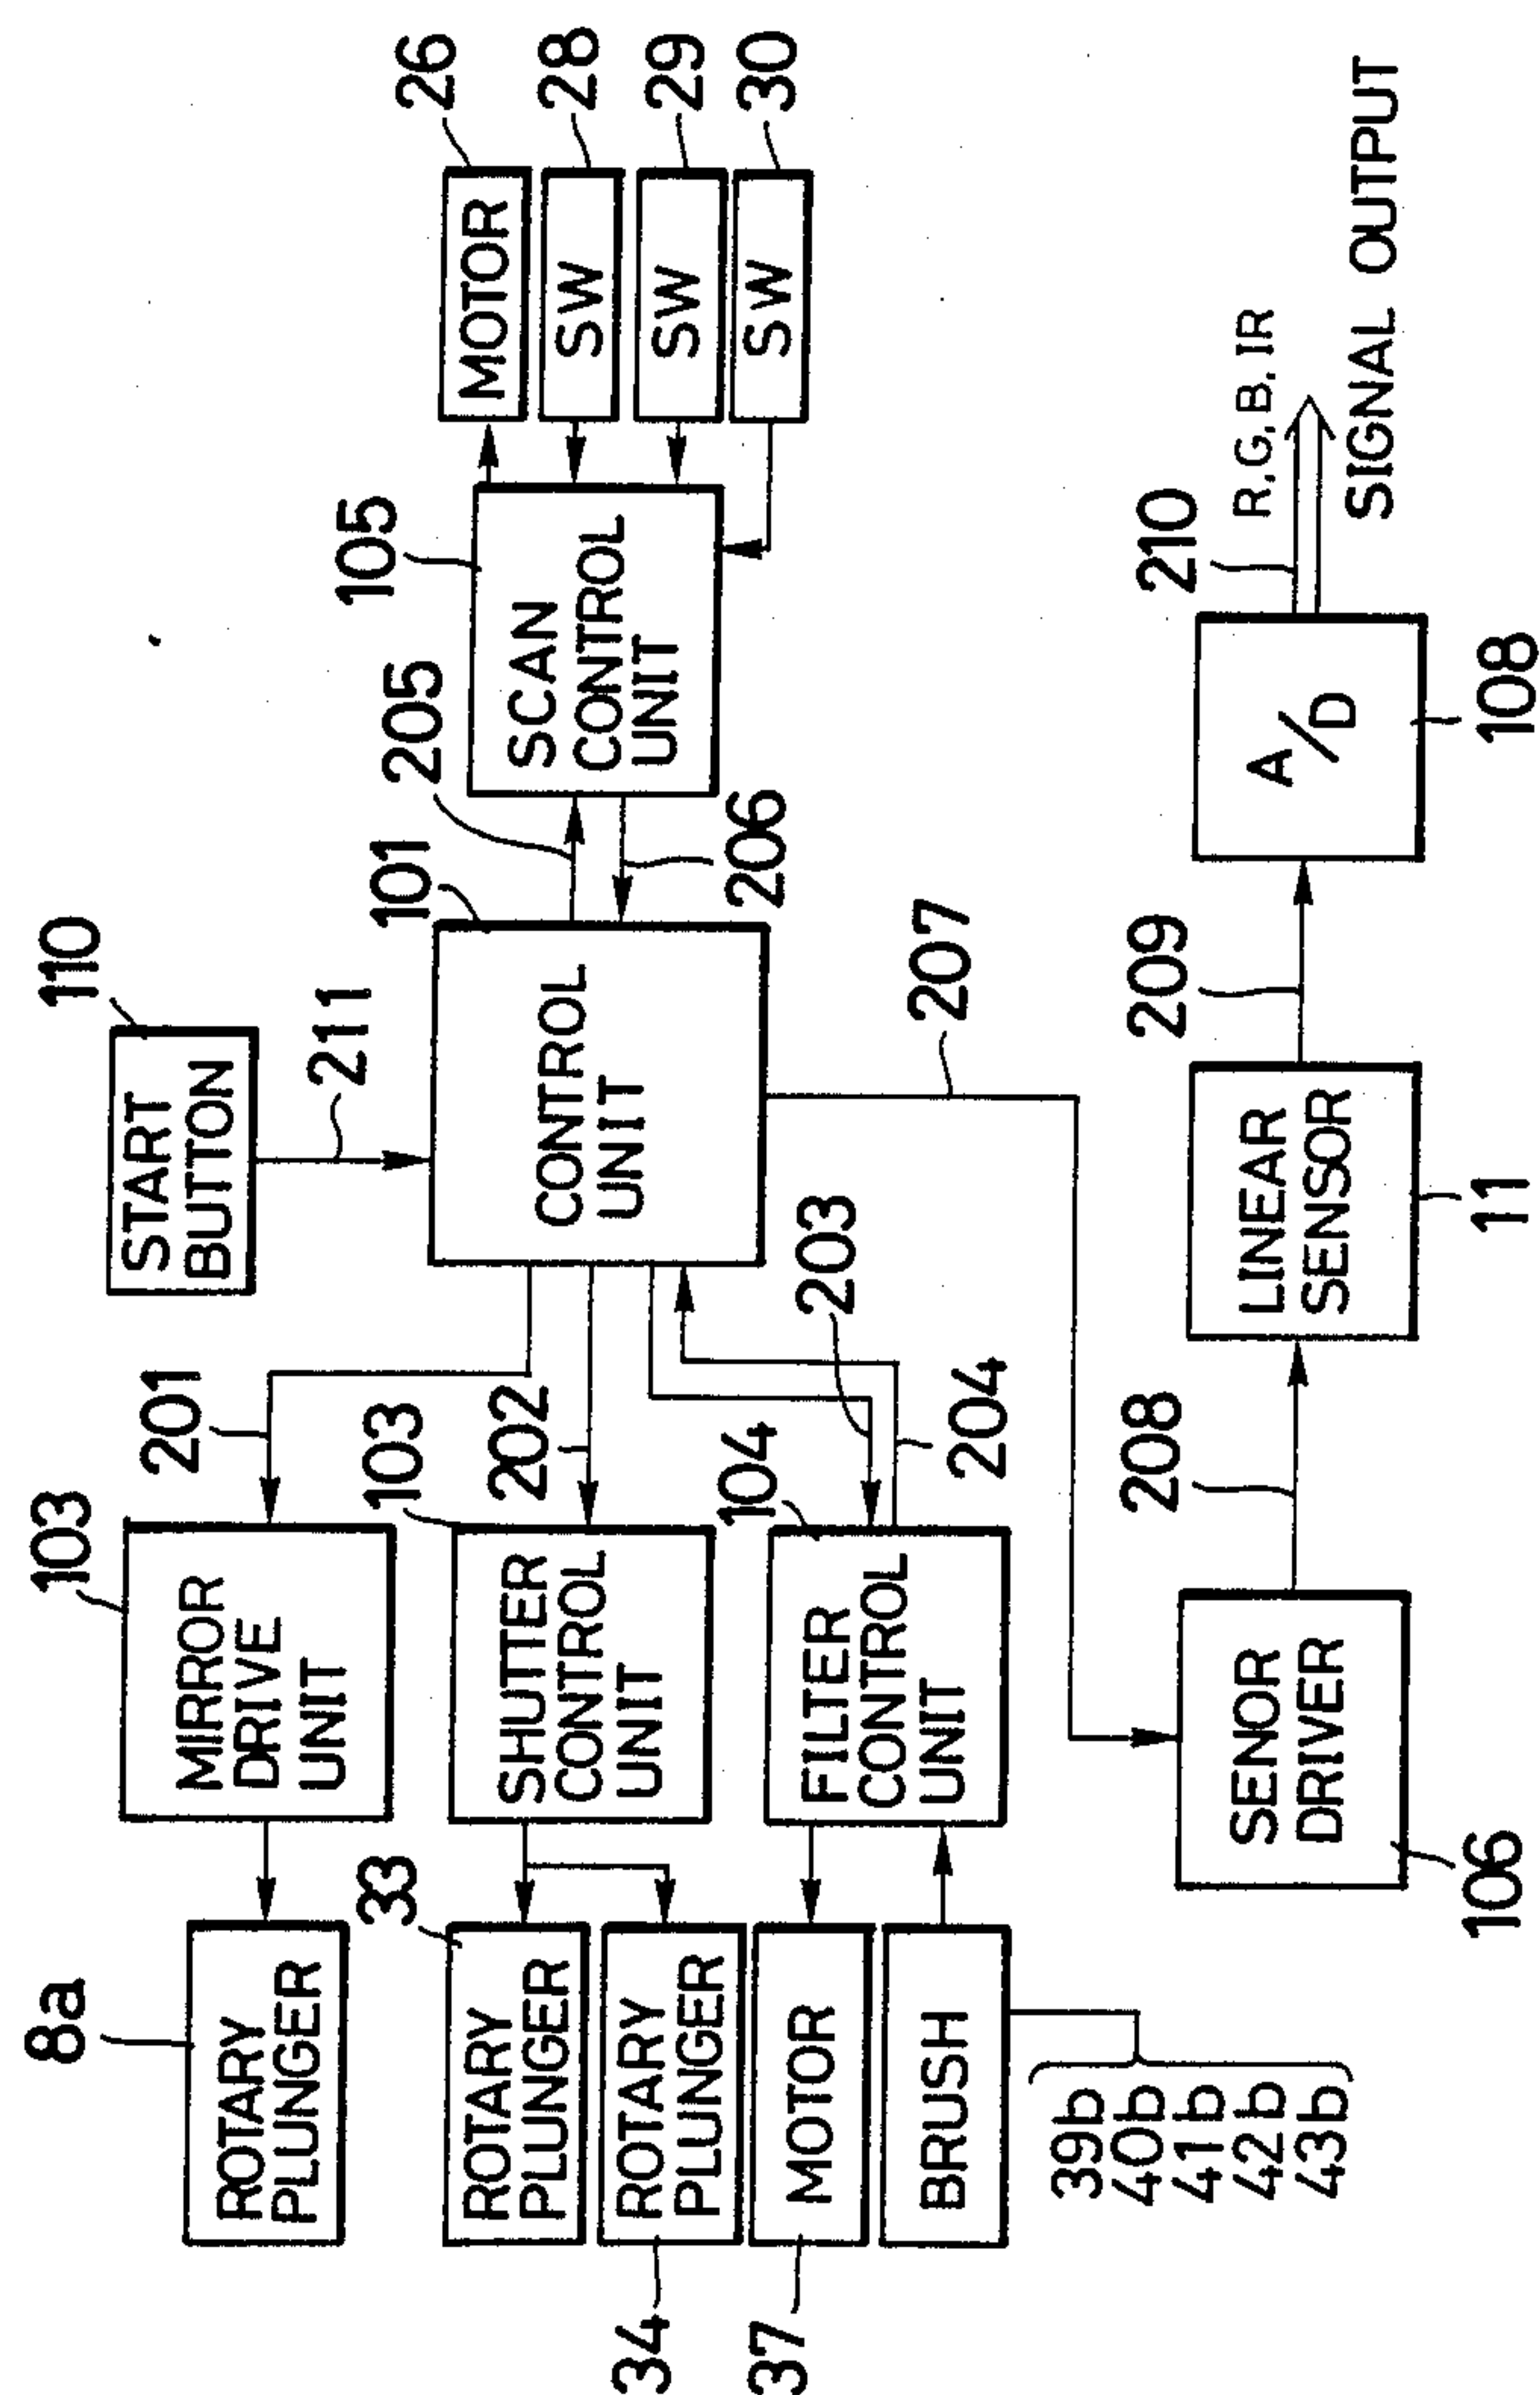 110
START
BUTTON
211
8a
ROTARY
PLUNGER
103
MIRROR
DRIVE
UNIT
201
101
CONTROL
UNIT
205
206
105
SCAN
CONTROL
UNIT
MOTOR
26
SW
28
SW
29
SW
30
33
ROTARY
PLUNGER
34
ROTARY
PLUNGER
103
SHUTTER
CONTROL
UNIT
202
37
MOTOR
BRUSH
39b
40b
41b
42b
43b
104
FILTER
CONTROL
UNIT
203
204
207
SENOR
DRIVER
106
208
LINEAR
SENSOR
11
209
A/D
108
210
R, G, B, IR
SIGNAL OUTPUT